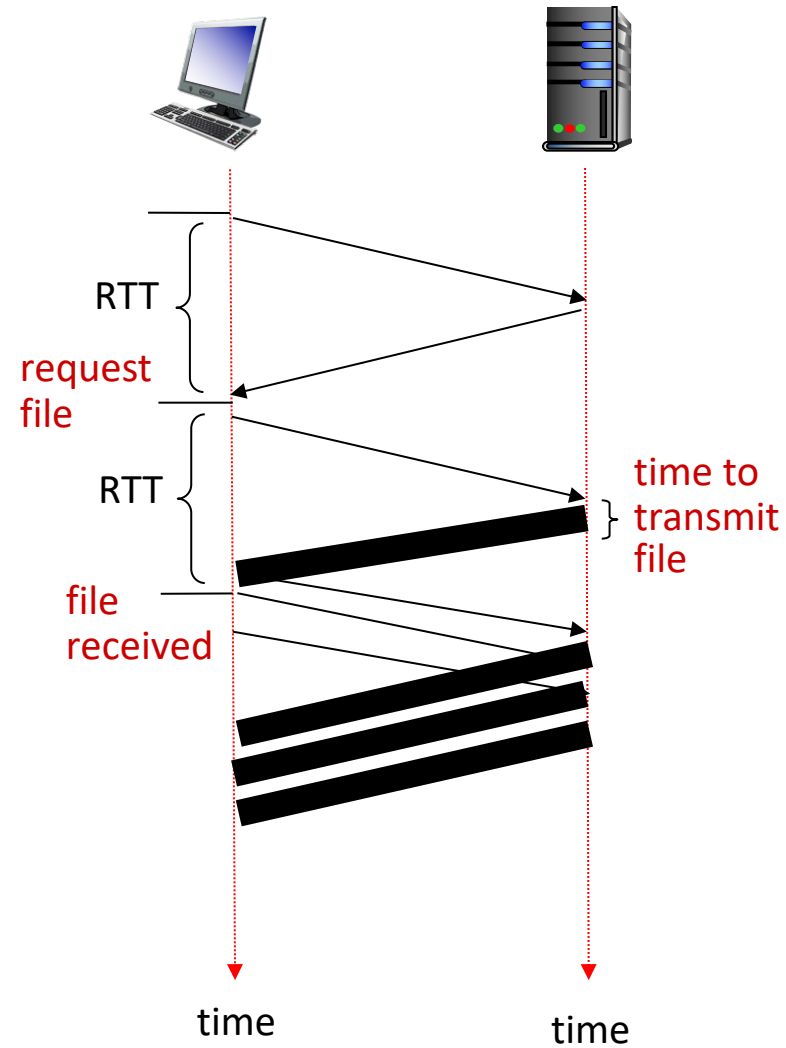 RTT
request
file
RTT
time to
transmit
file
file
received
time
time